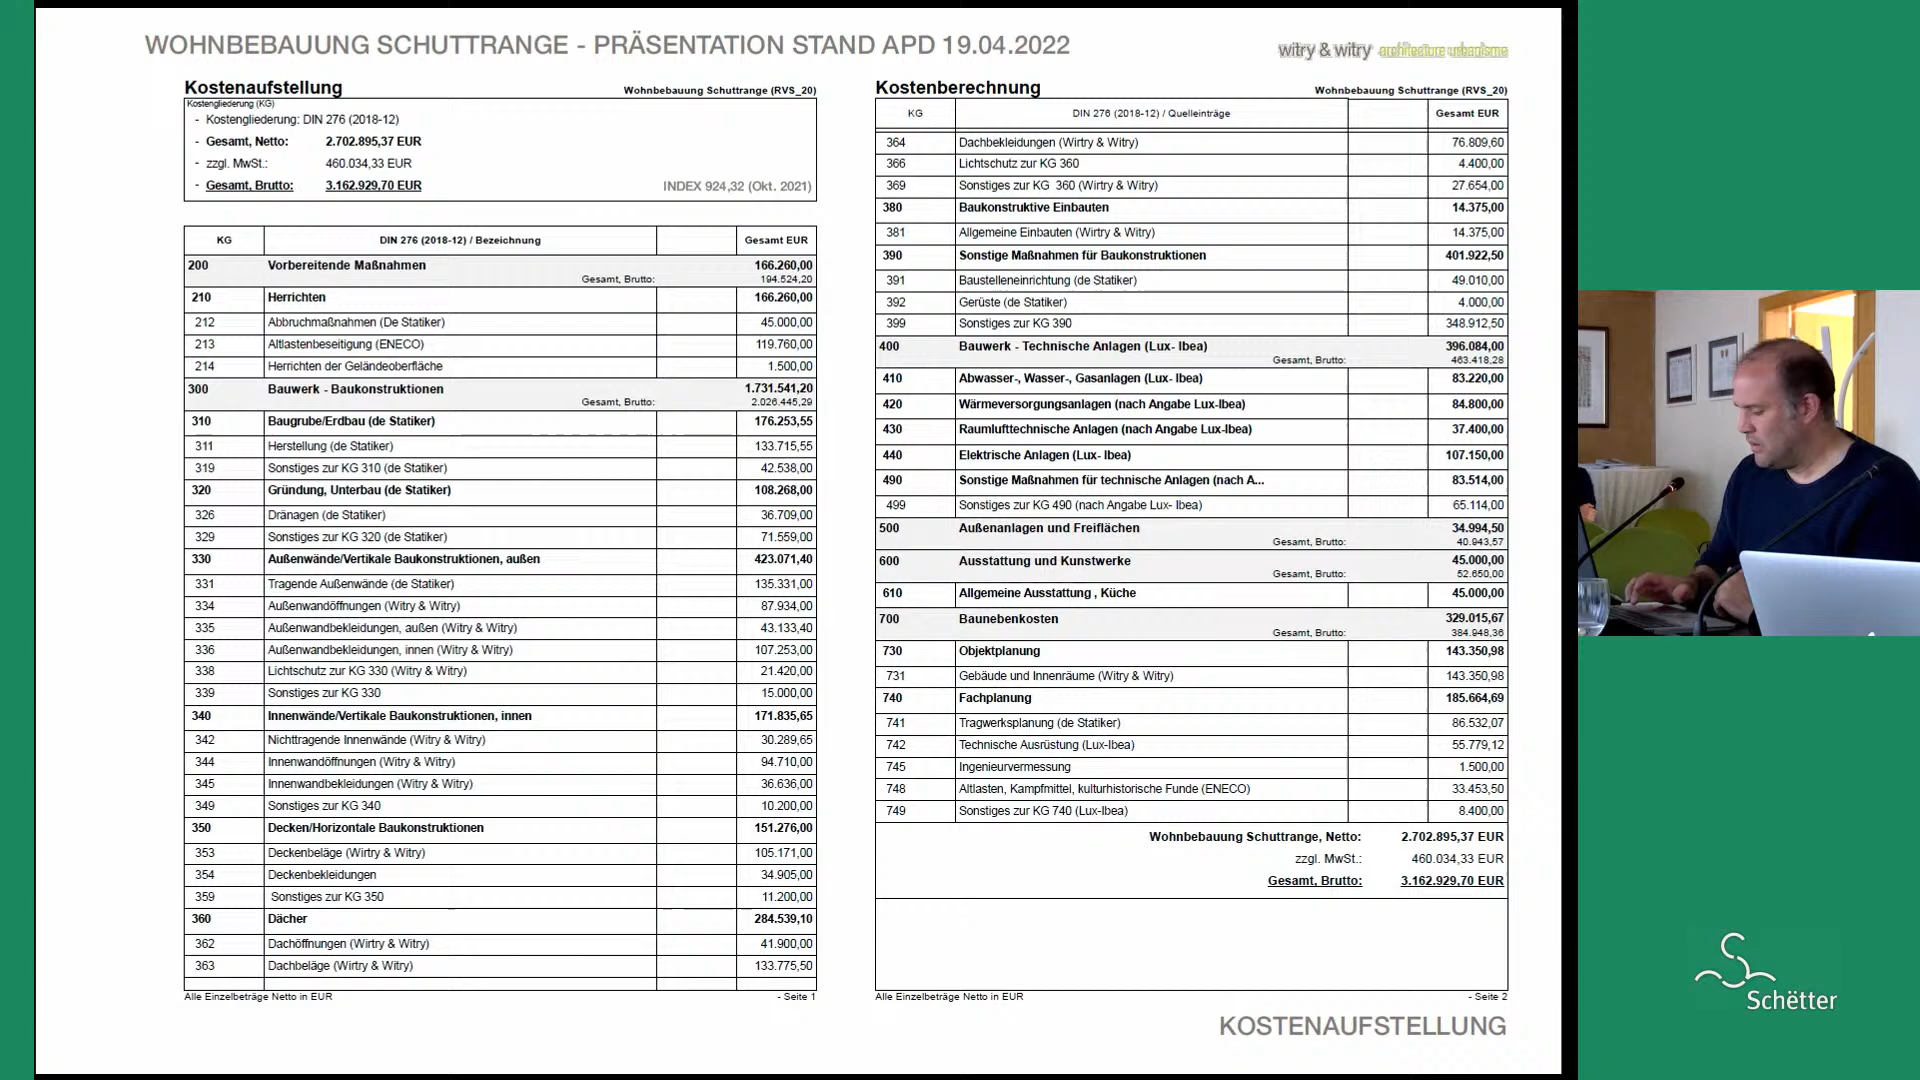 WOHNBEBAUUNG SCHUTTRANGE - PRÄSENTATION STAND APD 19.04.2022
witry & witry architecture urbanisme
Kostenaufstellung Wohnbebauung Schuttrange (RVS_20)
Kostengliederung (KG)
- Kostengliederung: DIN 276 (2018-12)
- Gesamt, Netto: 2.702.895,37 EUR
- zzgl. MwSt.: 460.034,33 EUR
- Gesamt, Brutto: 3.162.929,70 EUR INDEX 924,32 (Okt. 2021)
KG DIN 276 (2018-12) / Bezeichnung Gesamt EUR
200 Vorbereitende Maßnahmen 166.260,00
Gesamt, Brutto: 194.524,20
210 Herrichten 166.260,00
212 Abbruchmaßnahmen (De Statiker) 45.000,00
213 Altlastenbeseitigung (ENECO) 119.760,00
214 Herrichten der Geländeoberfläche 1.500,00
300 Bauwerk - Baukonstruktionen 1.731.541,20
Gesamt, Brutto: 2.026.445,29
310 Baugrube/Erdbau (de Statiker) 176.253,55
311 Herstellung (de Statiker) 133.715,55
319 Sonstiges zur KG 310 (de Statiker) 42.538,00
320 Gründung, Unterbau (de Statiker) 108.268,00
326 Dränagen (de Statiker) 36.709,00
329 Sonstiges zur KG 320 (de Statiker) 71.559,00
330 Außenwände/Vertikale Baukonstruktionen, außen 423.071,40
331 Tragende Außenwände (de Statiker) 135.331,00
334 Außenwandöffnungen (Witry & Witry) 87.934,00
335 Außenwandbekleidungen, außen (Witry & Witry) 43.133,40
336 Außenwandbekleidungen, innen (Witry & Witry) 107.253,00
338 Lichtschutz zur KG 330 (Witry & Witry) 21.420,00
339 Sonstiges zur KG 330 15.000,00
340 Innenwände/Vertikale Baukonstruktionen, innen 171.835,65
342 Nichttragende Innenwände (Witry & Witry) 30.289,65
344 Innenwandöffnungen (Witry & Witry) 94.710,00
345 Innenwandbekleidungen (Witry & Witry) 36.636,00
349 Sonstiges zur KG 340 10.200,00
350 Decken/Horizontale Baukonstruktionen 151.276,00
353 Deckenbeläge (Wirtry & Witry) 105.171,00
354 Deckenbekleidungen 34.905,00
359 Sonstiges zur KG 350 11.200,00
360 Dächer 284.539,10
362 Dachöffnungen (Wirtry & Witry) 41.900,00
363 Dachbeläge (Wirtry & Witry) 133.775,50
Alle Einzelbeträge Netto in EUR - Seite 1
Kostenberechnung Wohnbebauung Schuttrange (RVS_20)
KG DIN 276 (2018-12) / Quelleinträge Gesamt EUR
364 Dachbekleidungen (Wirtry & Witry) 76.809,60
366 Lichtschutz zur KG 360 4.400,00
369 Sonstiges zur KG 360 (Wirtry & Witry) 27.654,00
380 Baukonstruktive Einbauten 14.375,00
381 Allgemeine Einbauten (Wirtry & Witry) 14.375,00
390 Sonstige Maßnahmen für Baukonstruktionen 401.922,50
391 Baustelleneinrichtung (de Statiker) 49.010,00
392 Gerüste (de Statiker) 4.000,00
399 Sonstiges zur KG 390 348.912,50
400 Bauwerk - Technische Anlagen (Lux- Ibea) 396.084,00
Gesamt, Brutto: 463.418,28
410 Abwasser-, Wasser-, Gasanlagen (Lux- Ibea) 83.220,00
420 Wärmeversorgungsanlagen (nach Angabe Lux-Ibea) 84.800,00
430 Raumlufttechnische Anlagen (nach Angabe Lux-Ibea) 37.400,00
440 Elektrische Anlagen (Lux- Ibea) 107.150,00
490 Sonstige Maßnahmen für technische Anlagen (nach A... 83.514,00
499 Sonstiges zur KG 490 (nach Angabe Lux- Ibea) 65.114,00
500 Außenanlagen und Freiflächen 34.994,50
Gesamt, Brutto: 40.943,57
600 Ausstattung und Kunstwerke 45.000,00
Gesamt, Brutto: 52.650,00
610 Allgemeine Ausstattung , Küche 45.000,00
700 Baunebenkosten 329.015,67
Gesamt, Brutto: 384.948,36
730 Objektplanung 143.350,98
731 Gebäude und Innenräume (Witry & Witry) 143.350,98
740 Fachplanung 185.664,69
741 Tragwerksplanung (de Statiker) 86.532,07
742 Technische Ausrüstung (Lux-Ibea) 55.779,12
745 Ingenieurvermessung 1.500,00
748 Altlasten, Kampfmittel, kulturhistorische Funde (ENECO) 33.453,50
749 Sonstiges zur KG 740 (Lux-Ibea) 8.400,00
Wohnbebauung Schuttrange, Netto: 2.702.895,37 EUR
zzgl. MwSt.: 460.034,33 EUR
Gesamt, Brutto: 3.162.929,70 EUR
Alle Einzelbeträge Netto in EUR - Seite 2
KOSTENAUFSTELLUNG
Schëtter